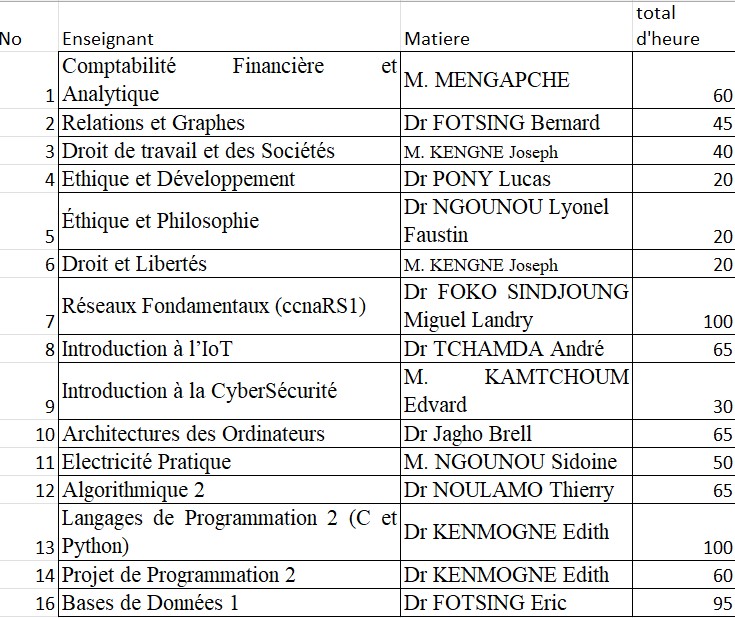 No Enseignant Matiere total d'heure
1 Comptabilité Financière et Analytique M. MENGAPCHE 60
2 Relations et Graphes Dr FOTSING Bernard 45
3 Droit de travail et des Sociétés M. KENGNE Joseph 40
4 Ethique et Développement Dr PONY Lucas 20
5 Éthique et Philosophie Dr NGOUNOU Lyonel Faustin 20
6 Droit et Libertés M. KENGNE Joseph 20
7 Réseaux Fondamentaux (ccnaRS1) Dr FOKO SINDJOUNG Miguel Landry 100
8 Introduction à l’IoT Dr TCHAMDA André 65
9 Introduction à la CyberSécurité M. KAMTCHOUM Edvard 30
10 Architectures des Ordinateurs Dr Jagho Brell 65
11 Electricité Pratique M. NGOUNOU Sidoine 50
12 Algorithmique 2 Dr NOULAMO Thierry 65
13 Langages de Programmation 2 (C et Python) Dr KENMOGNE Edith 100
14 Projet de Programmation 2 Dr KENMOGNE Edith 60
16 Bases de Données 1 Dr FOTSING Eric 95